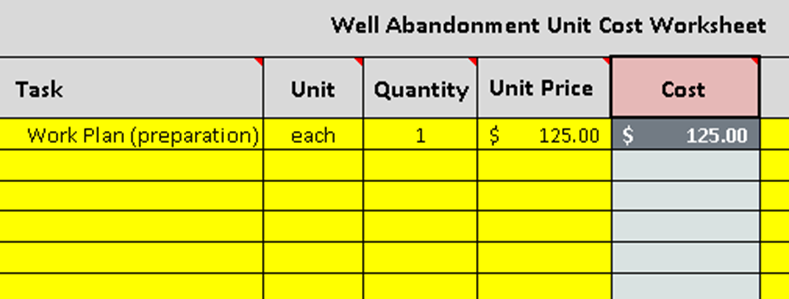 Well Abandonment Unit Cost Worksheet
Task Unit Quantity Unit Price Cost
Work Plan (preparation) each 1 $ 125.00 $ 125.00